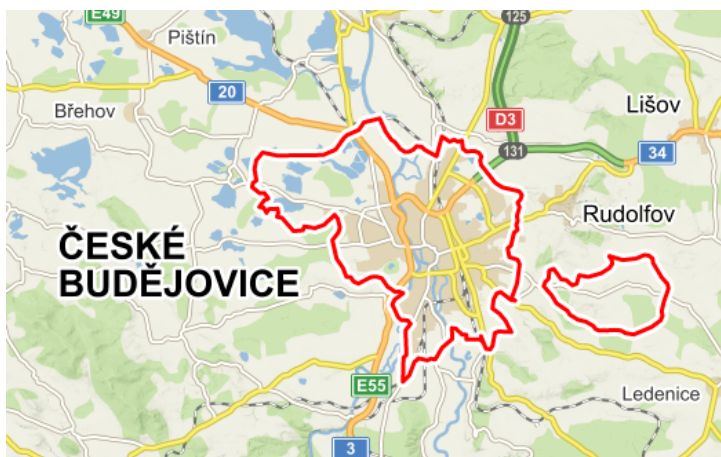 E49
Pištín
125
20
Břehov
D3
Lišov
131
34
Rudolfov
ČESKÉ
BUDĚJOVICE
E55
Ledenice
3